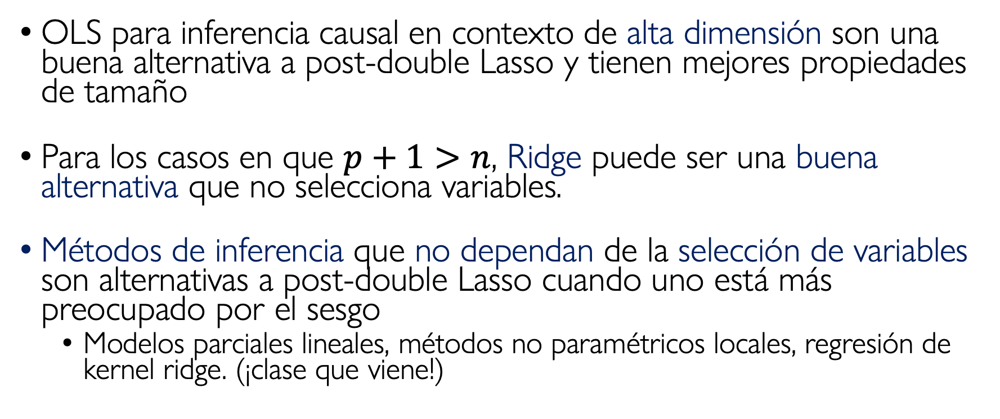 • OLS para inferencia causal en contexto de alta dimensión son una
buena alternativa a post-double Lasso y tienen mejores propiedades
de tamaño
• Para los casos en que p + 1 > n, Ridge puede ser una buena
alternativa que no selecciona variables.
• Métodos de inferencia que no dependan de la selección de variables
son alternativas a post-double Lasso cuando uno está más
preocupado por el sesgo
• Modelos parciales lineales, métodos no paramétricos locales, regresión de
kernel ridge. (¡clase que viene!)